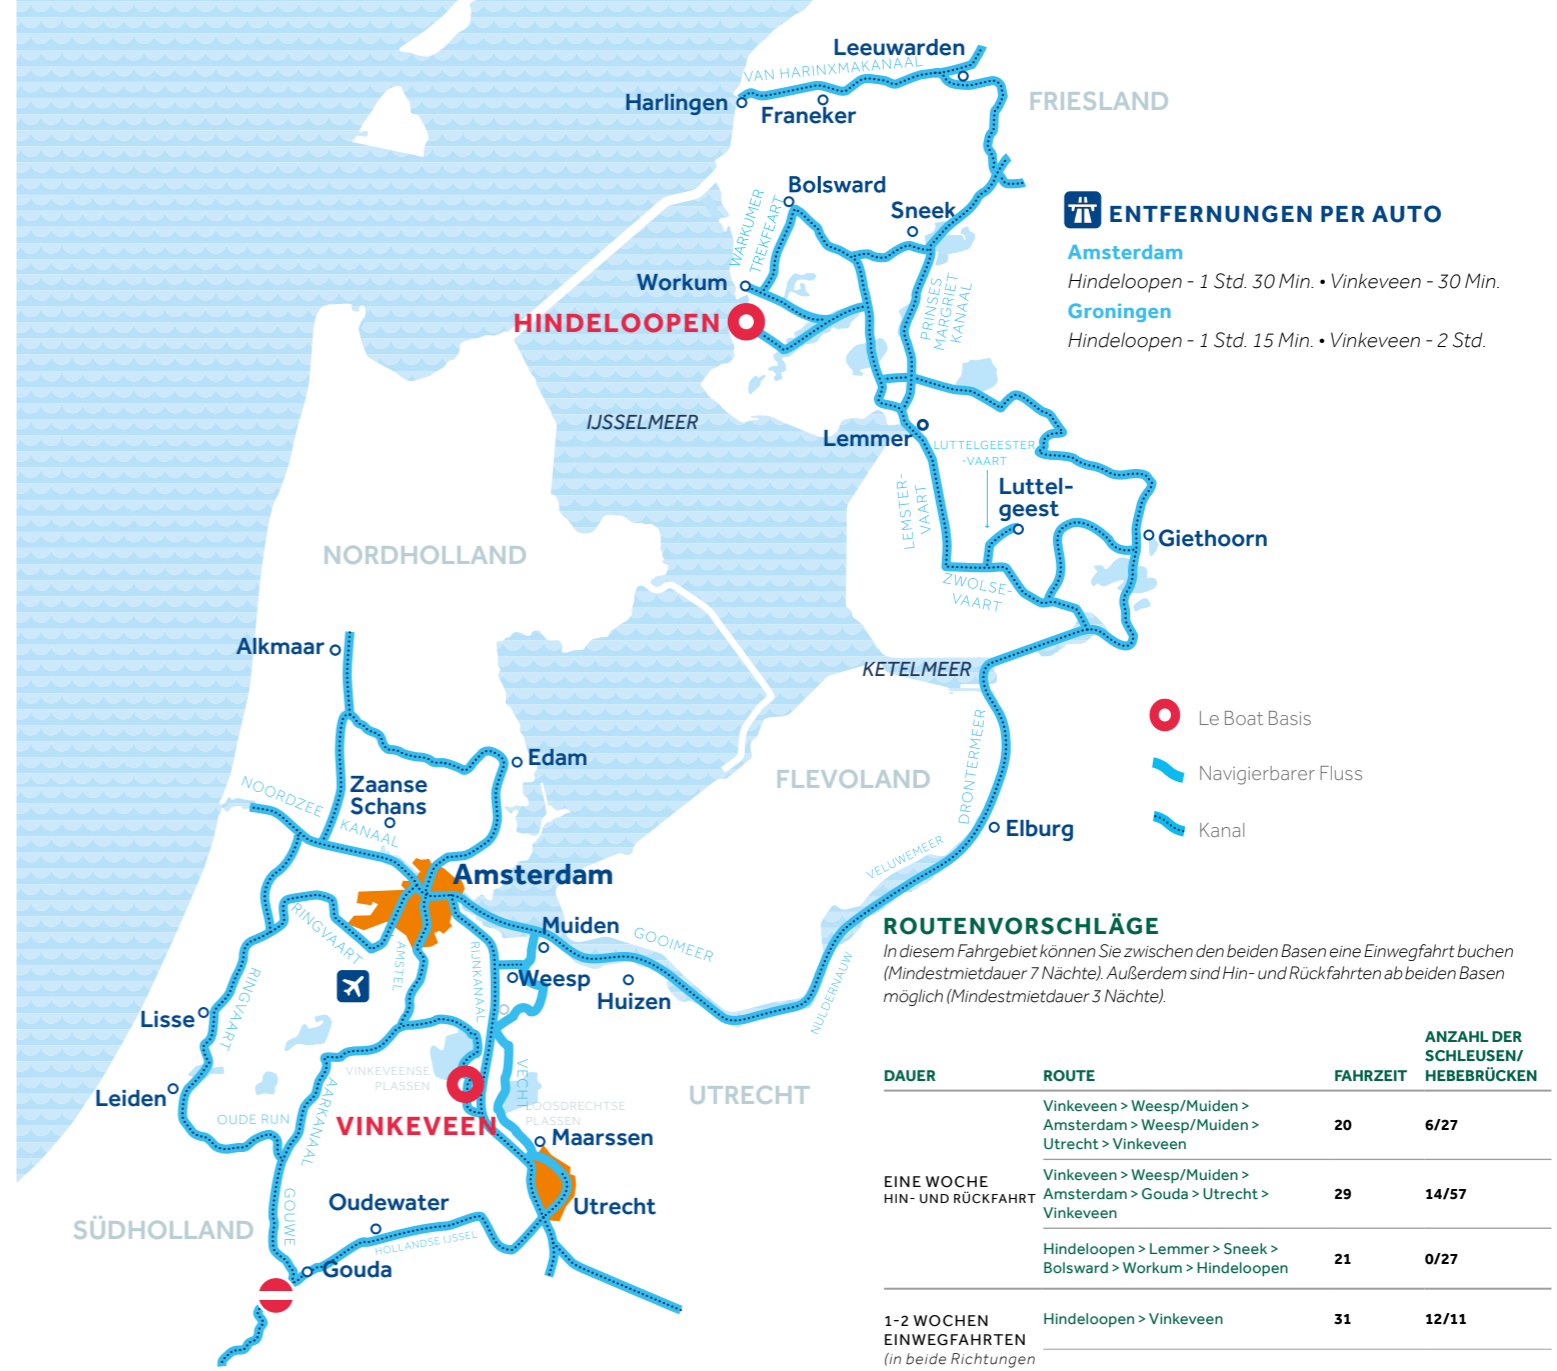 Leeuwarden
VAN HARINXMAKANAAL
Harlingen
Franeker
FRIESLAND
Bolsward
Sneek
WARKUMER
TREKFEART
Workum
HINDELOOPEN
PRINSES
MARGRIET
KANAAL
ENTFERNUNGEN PER AUTO
Amsterdam
Hindeloopen - 1 Std. 30 Min. • Vinkeveen - 30 Min.
Groningen
Hindeloopen - 1 Std. 15 Min. • Vinkeveen - 2 Std.
IJSSELMEER
Lemmer
LUTTELGEESTER
-VAART
LEMSTER-
VAART
Luttel-
geest
Giethoorn
NORDHOLLAND
ZWOLSE-
VAART
Alkmaar
KETELMEER
DRONTERMEER
Le Boat Basis
Navigierbarer Fluss
Kanal
Edam
FLEVOLAND
Zaanse
Schans
NOORDZEE
KANAAL
Elburg
VELUWEMEER
Amsterdam
Muiden
GOOIMEER
RINGVAART
AMSTEL
RIJNKANAAL
Weesp
Huizen
NULDERNAUW
RINGVAART
Lisse
Leiden
VINKEVEENSE
PLASSEN
VECHT
LOOSDRECHTSE
PLASSEN
UTRECHT
OUDE RIJN
AARKANAAL
VINKEVEEN
Maarssen
Utrecht
Oudewater
HOLLANDSE IJSSEL
GOUWE
SÜDHOLLAND
Gouda
ROUTENVORSCHLÄGE
In diesem Fahrgebiet können Sie zwischen den beiden Basen eine Einwegfahrt buchen
(Mindestmietdauer 7 Nächte). Außerdem sind Hin- und Rückfahrten ab beiden Basen
möglich (Mindestmietdauer 3 Nächte).
ANZAHL DER
SCHLEUSEN/
DAUER ROUTE FAHRZEIT HEBEBRÜCKEN
Vinkeveen > Weesp/Muiden >
Amsterdam > Weesp/Muiden > 20 6/27
Utrecht > Vinkeveen
EINE WOCHE
HIN- UND RÜCKFAHRT
Vinkeveen > Weesp/Muiden >
Amsterdam > Gouda > Utrecht > 29 14/57
Vinkeveen
Hindeloopen > Lemmer > Sneek >
Bolsward > Workum > Hindeloopen 21 0/27
1-2 WOCHEN
EINWEGFAHRTEN
(in beide Richtungen
Hindeloopen > Vinkeveen 31 12/11